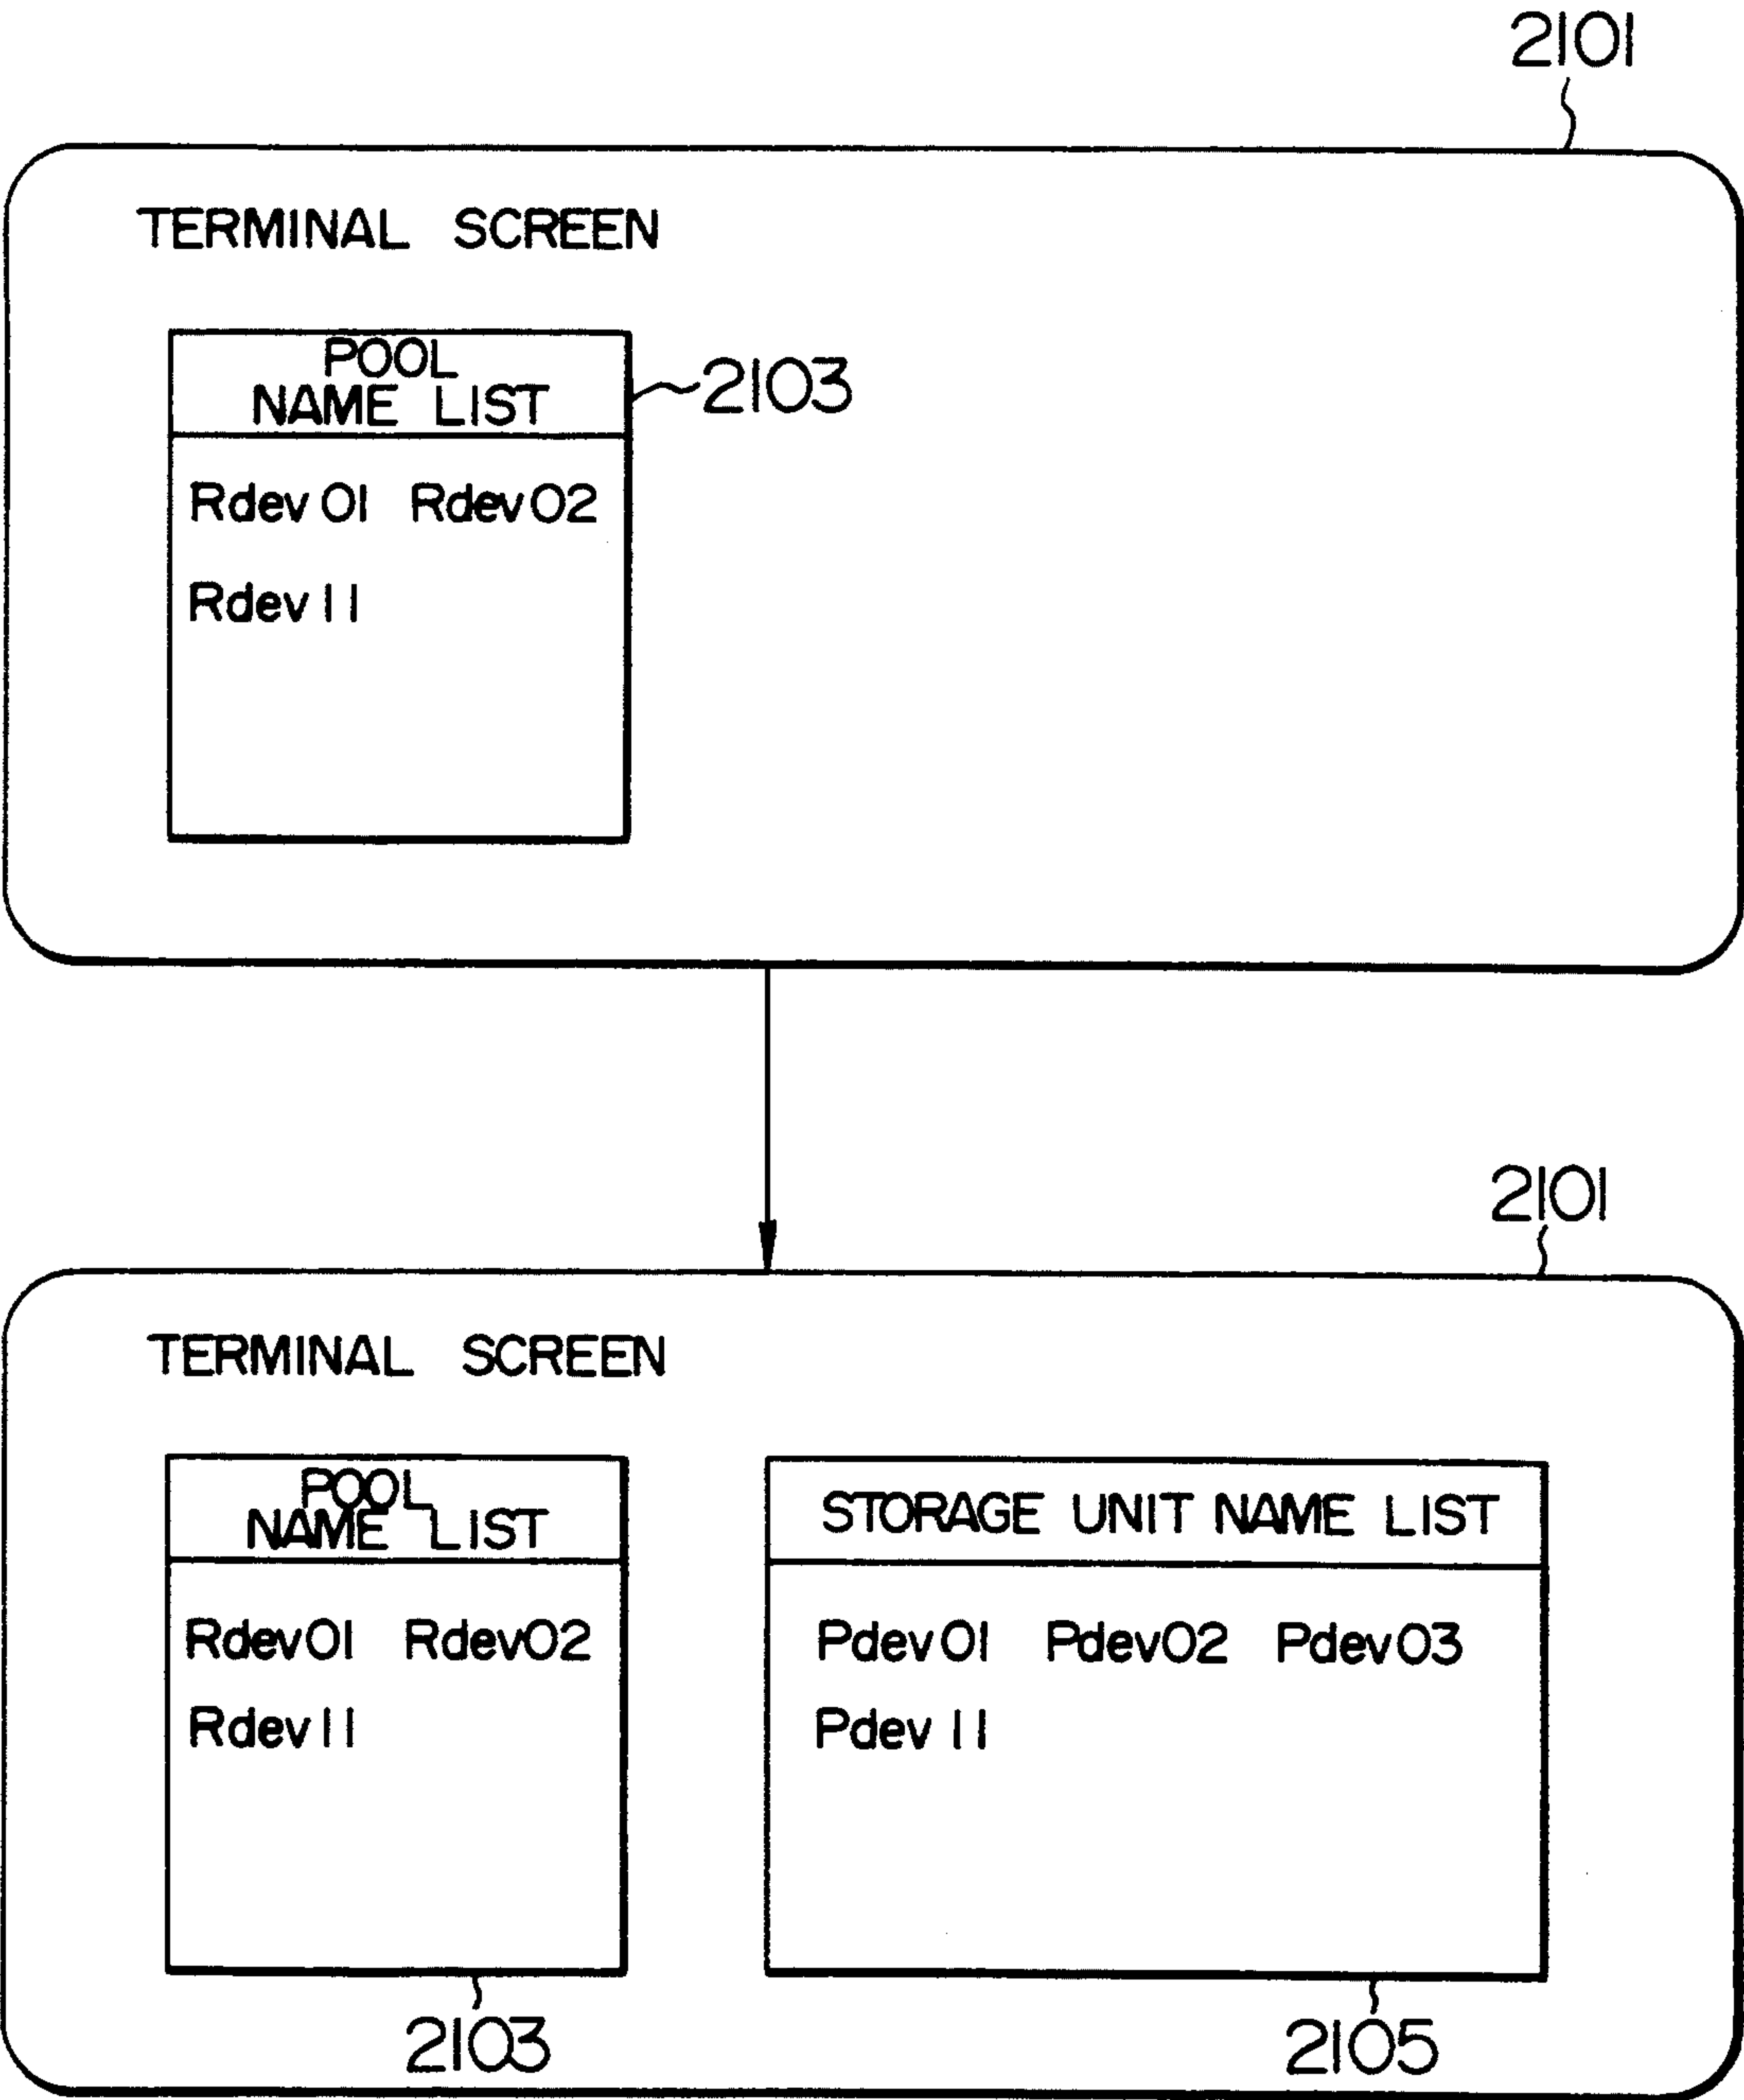 2101
TERMINAL SCREEN
POOL
NAME LIST
2103
Rdev01 Rdev02
Rdev11
2101
TERMINAL SCREEN
POOL
NAME LIST
STORAGE UNIT NAME LIST
Rdev01 Rdev02
Pdev01 Pdev02 Pdev03
Rdev11
Pdev11
2103
2105